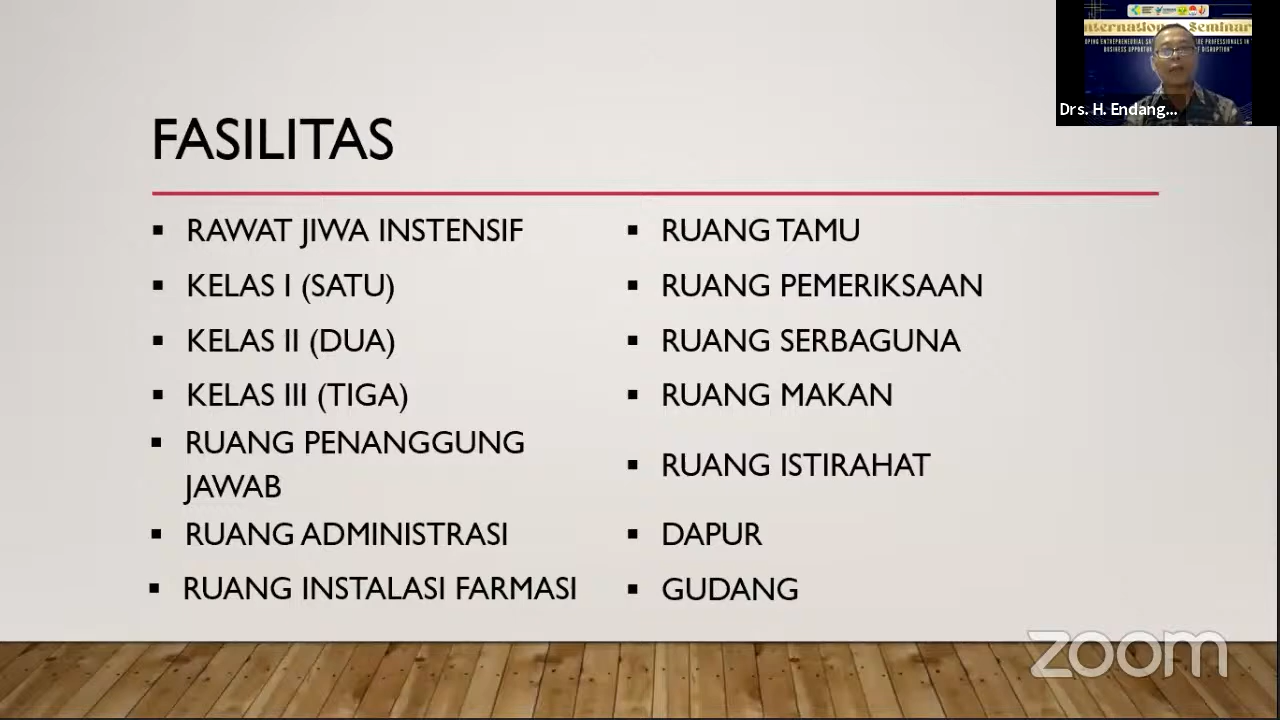 FASILITAS
▪ RAWAT JIWA INSTENSIF
▪ KELAS I (SATU)
▪ KELAS II (DUA)
▪ KELAS III (TIGA)
▪ RUANG PENANGGUNG
JAWAB
▪ RUANG ADMINISTRASI
▪ RUANG INSTALASI FARMASI
▪ RUANG TAMU
▪ RUANG PEMERIKSAAN
▪ RUANG SERBAGUNA
▪ RUANG MAKAN
▪ RUANG ISTIRAHAT
▪ DAPUR
▪ GUDANG
Seminar
Drs. H. Endang...
zoom